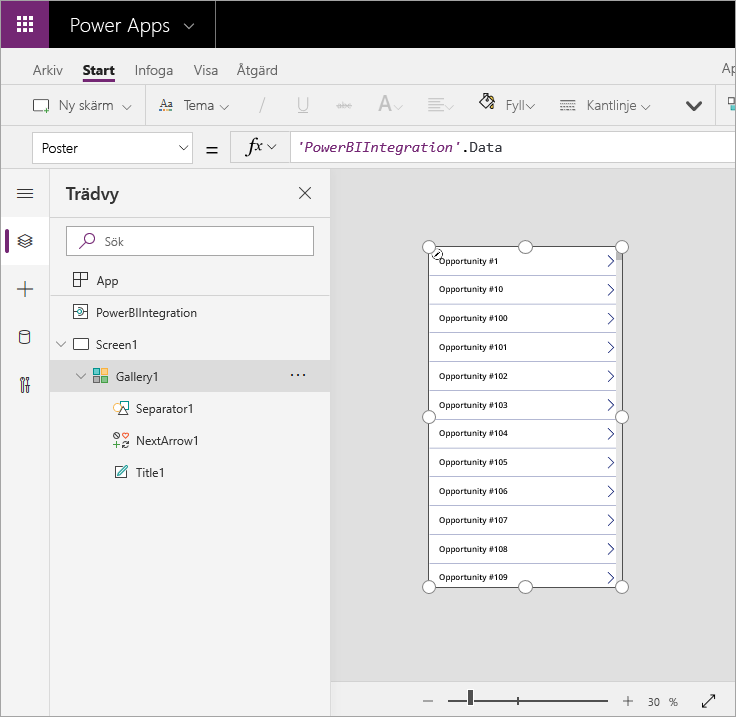 Power Apps
Arkiv Start Infoga Visa Åtgärd Ap
Ny skärm Tema A Fyll Kantlinje
Poster = fx 'PowerBIIntegration'.Data
Trädvy
Sök
App
PowerBIIntegration
Screen1
Gallery1 ...
Separator1
NextArrow1
Title1
Opportunity #1
Opportunity #10
Opportunity #100
Opportunity #101
Opportunity #102
Opportunity #103
Opportunity #104
Opportunity #105
Opportunity #106
Opportunity #107
Opportunity #108
Opportunity #109
30 %